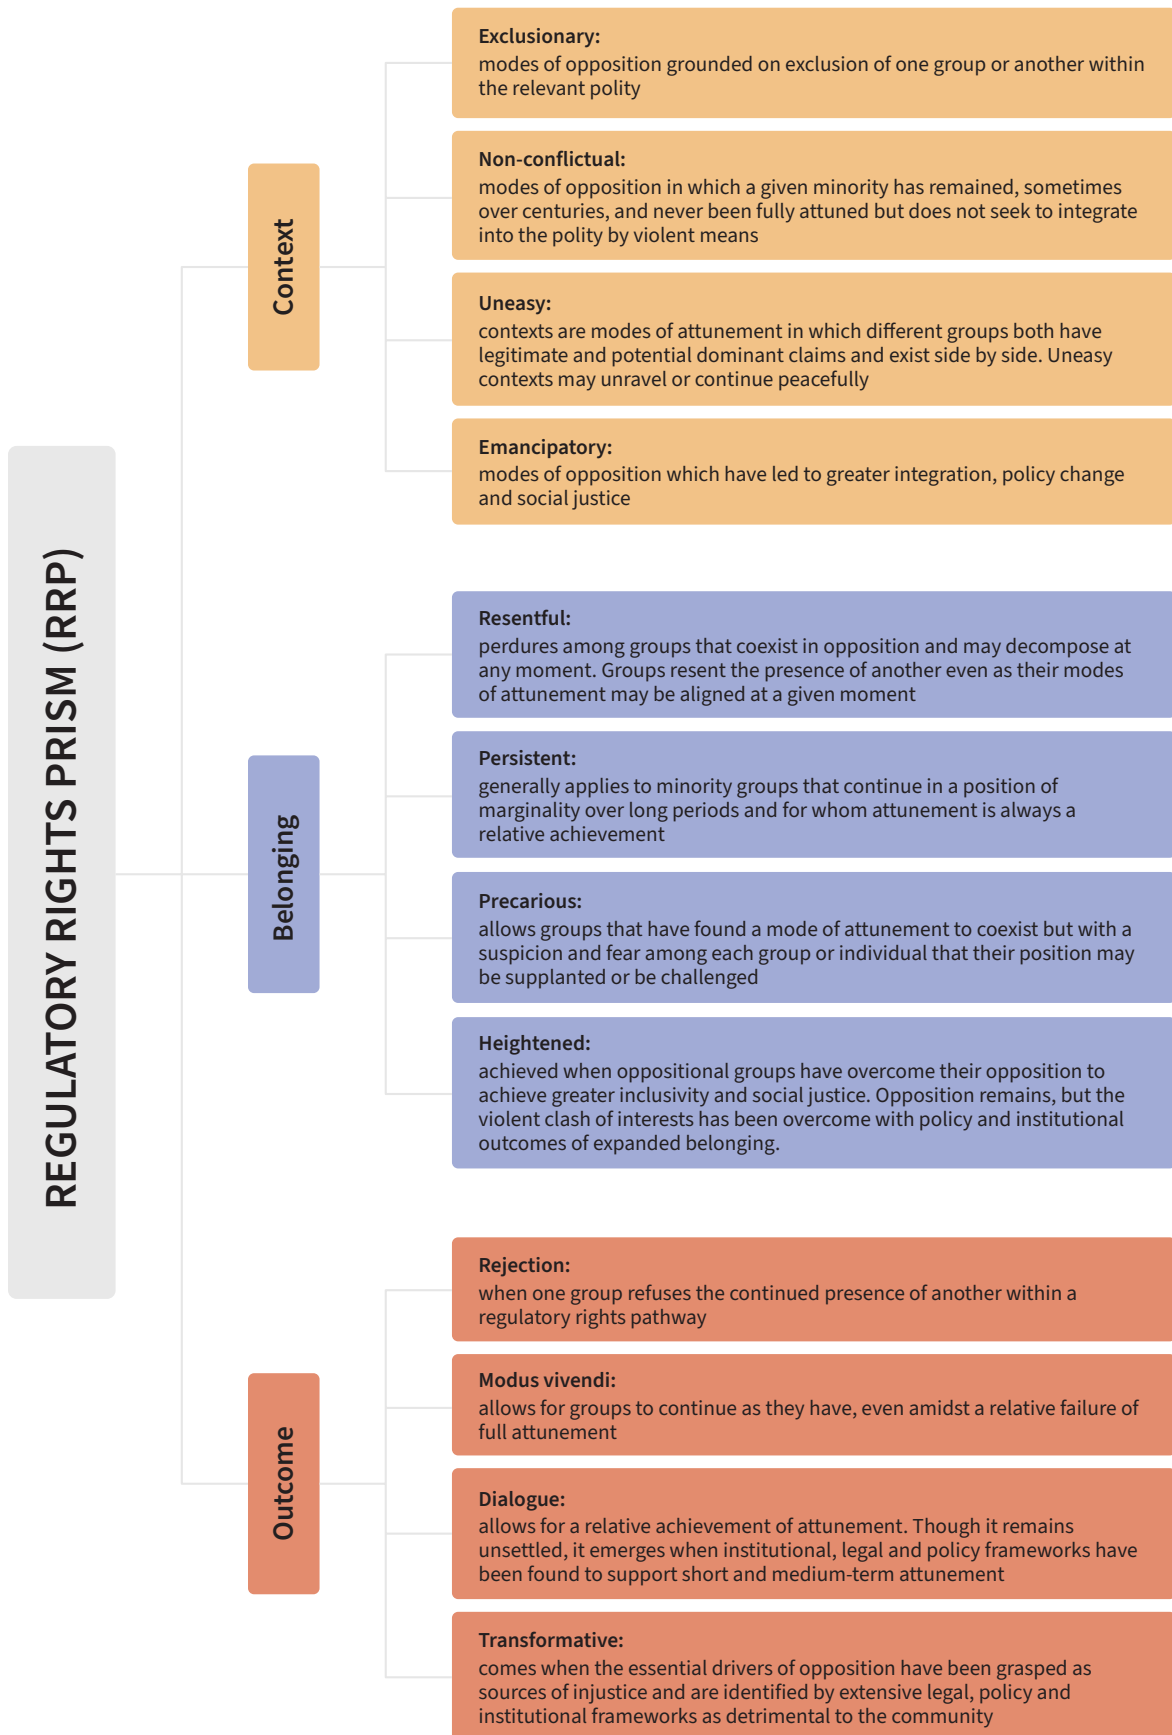 REGULATORY RIGHTS PRISM (RRP)
Context
Exclusionary:
modes of opposition grounded on exclusion of one group or another within
the relevant polity
Non-conflictual:
modes of opposition in which a given minority has remained, sometimes
over centuries, and never been fully attuned but does not seek to integrate
into the polity by violent means
Uneasy:
contexts are modes of attunement in which different groups both have
legitimate and potential dominant claims and exist side by side. Uneasy
contexts may unravel or continue peacefully
Emancipatory:
modes of opposition which have led to greater integration, policy change
and social justice
Belonging
Resentful:
perdures among groups that coexist in opposition and may decompose at
any moment. Groups resent the presence of another even as their modes
of attunement may be aligned at a given moment
Persistent:
generally applies to minority groups that continue in a position of
marginality over long periods and for whom attunement is always a
relative achievement
Precarious:
allows groups that have found a mode of attunement to coexist but with a
suspicion and fear among each group or individual that their position may
be supplanted or be challenged
Heightened:
achieved when oppositional groups have overcome their opposition to
achieve greater inclusivity and social justice. Opposition remains, but the
violent clash of interests has been overcome with policy and institutional
outcomes of expanded belonging.
Outcome
Rejection:
when one group refuses the continued presence of another within a
regulatory rights pathway
Modus vivendi:
allows for groups to continue as they have, even amidst a relative failure of
full attunement
Dialogue:
allows for a relative achievement of attunement. Though it remains
unsettled, it emerges when institutional, legal and policy frameworks have
been found to support short and medium-term attunement
Transformative:
comes when the essential drivers of opposition have been grasped as
sources of injustice and are identified by extensive legal, policy and
institutional frameworks as detrimental to the community